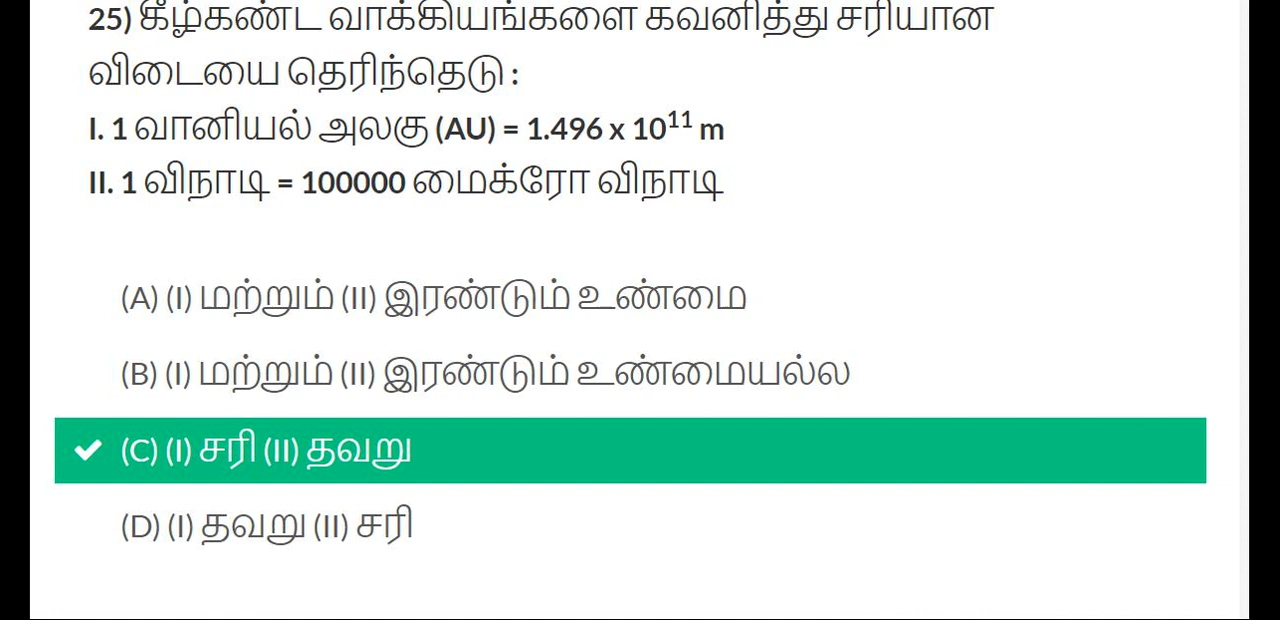 25) கீழ்கண்ட வாக்கியங்களை கவனித்து சரியான
விடையை தெரிந்தெடு :
I. 1 வானியல் அலகு (AU) = 1.496 x 10¹¹ m
II. 1 விநாடி = 100000 மைக்ரோ விநாடி
(A) (I) மற்றும் (II) இரண்டும் உண்மை
(B) (I) மற்றும் (II) இரண்டும் உண்மையல்ல
(C) (I) சரி (II) தவறு
(D) (I) தவறு (II) சரி